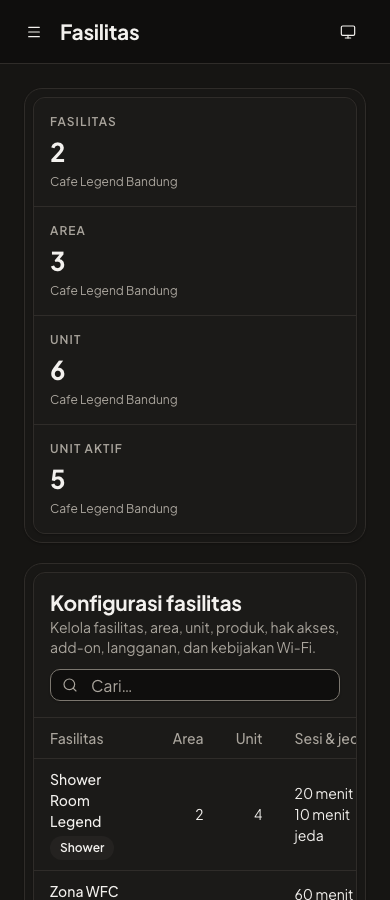 Fasilitas
FASILITAS
2
Cafe Legend Bandung
AREA
3
Cafe Legend Bandung
UNIT
6
Cafe Legend Bandung
UNIT AKTIF
5
Cafe Legend Bandung
Konfigurasi fasilitas
Kelola fasilitas, area, unit, produk, hak akses,
add-on, langganan, dan kebijakan Wi-Fi.
Cari...
Fasilitas Area Unit Sesi & jed
Shower
Room
Legend
Shower
2
4
20 menit
10 menit
jeda
Zona WFC
60 menit